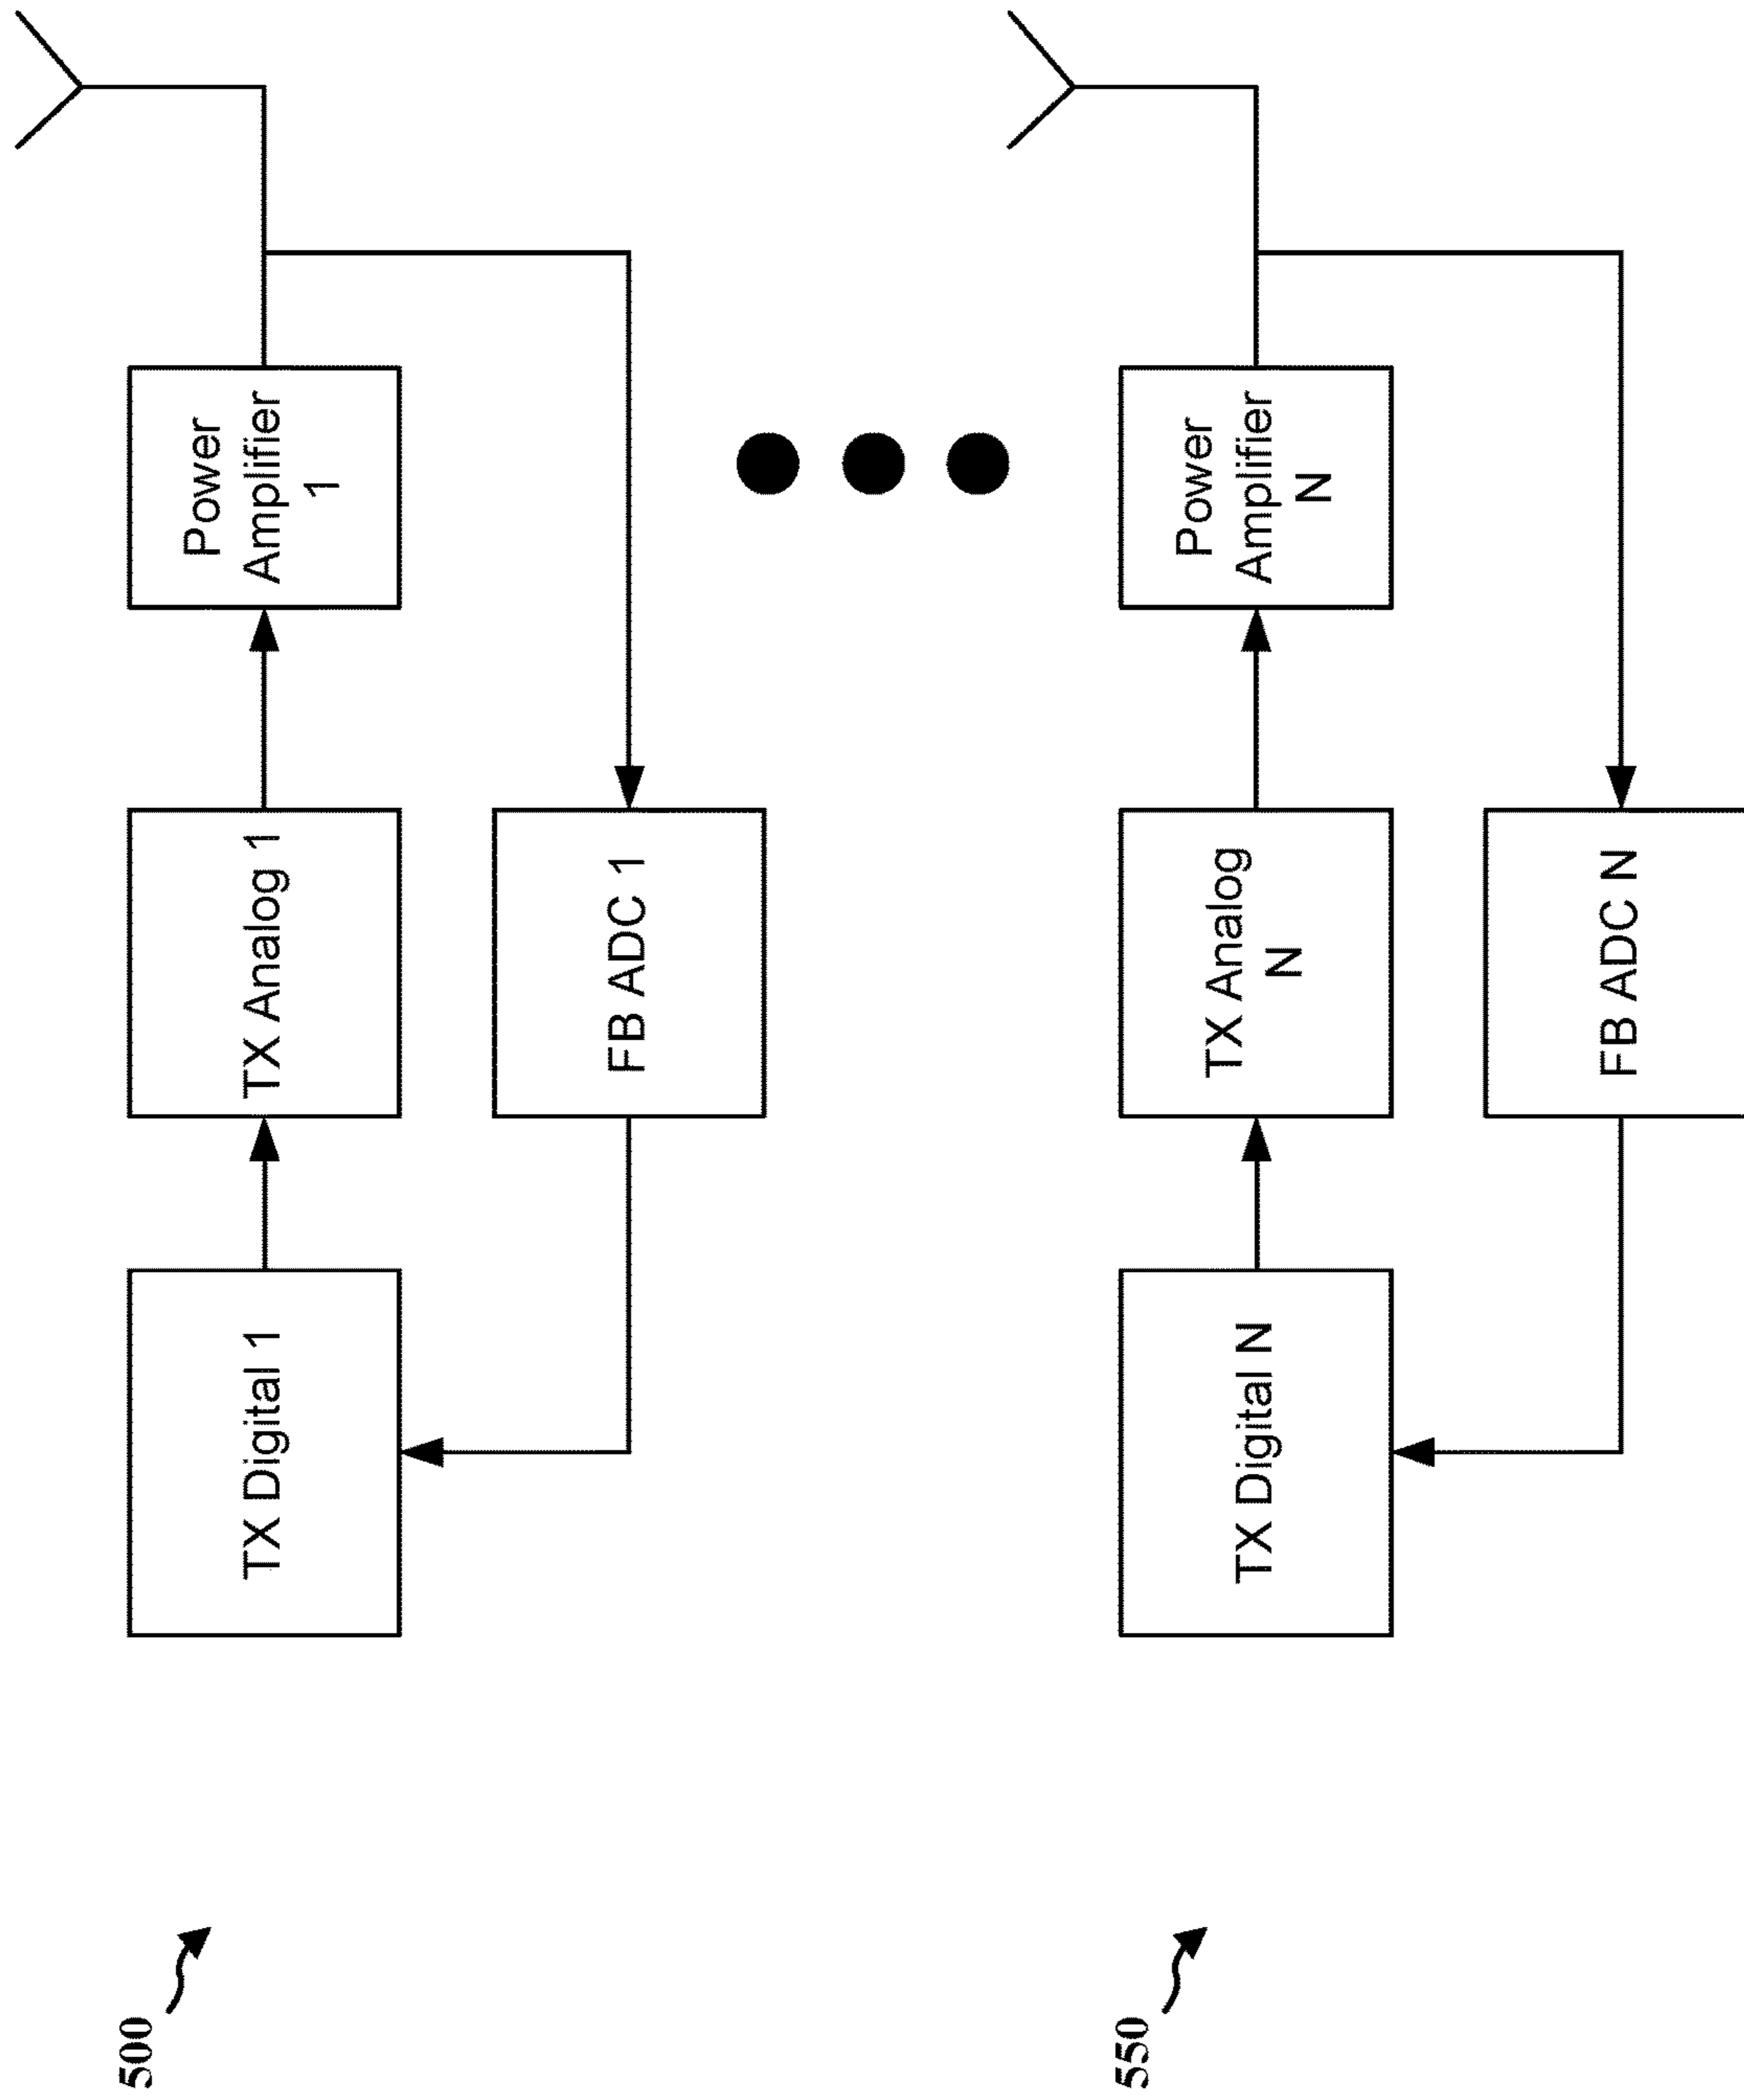 500
TX Digital 1
TX Analog 1
Power
Amplifier
1
FB ADC 1
550
TX Digital N
TX Analog
N
Power
Amplifier
N
FB ADC N